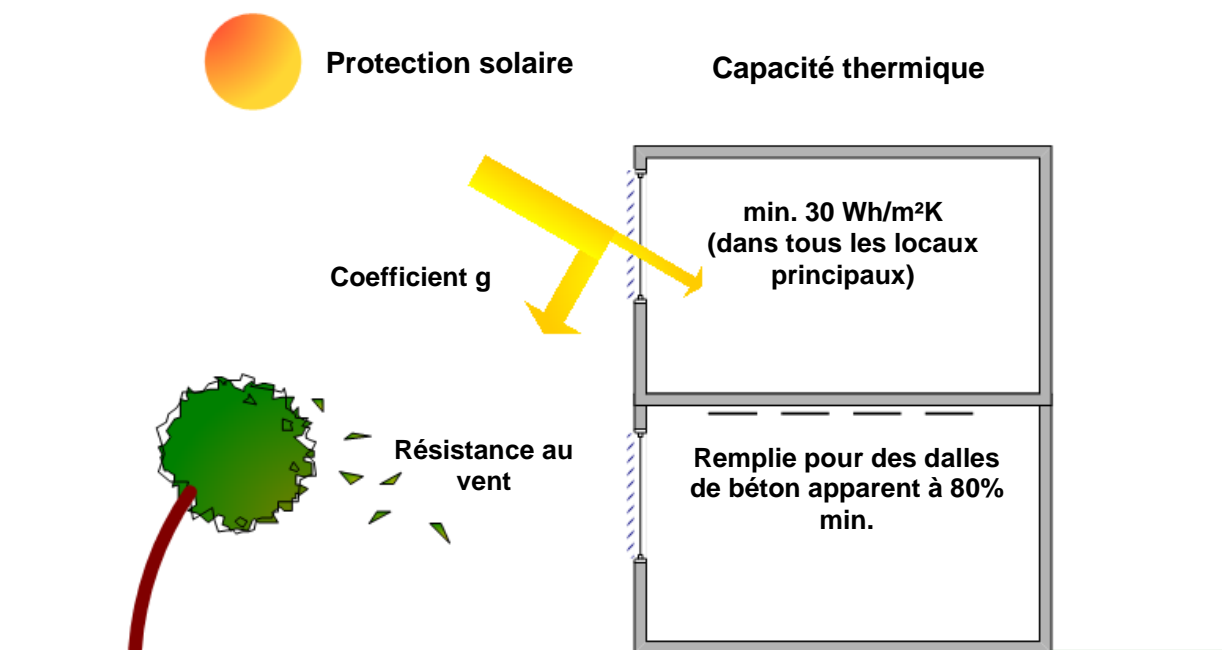 Protection solaire
Capacité thermique
min. 30 Wh/m²K
(dans tous les locaux
principaux)
Coefficient g
Résistance au
vent
Remplie pour des dalles
de béton apparent à 80%
min.